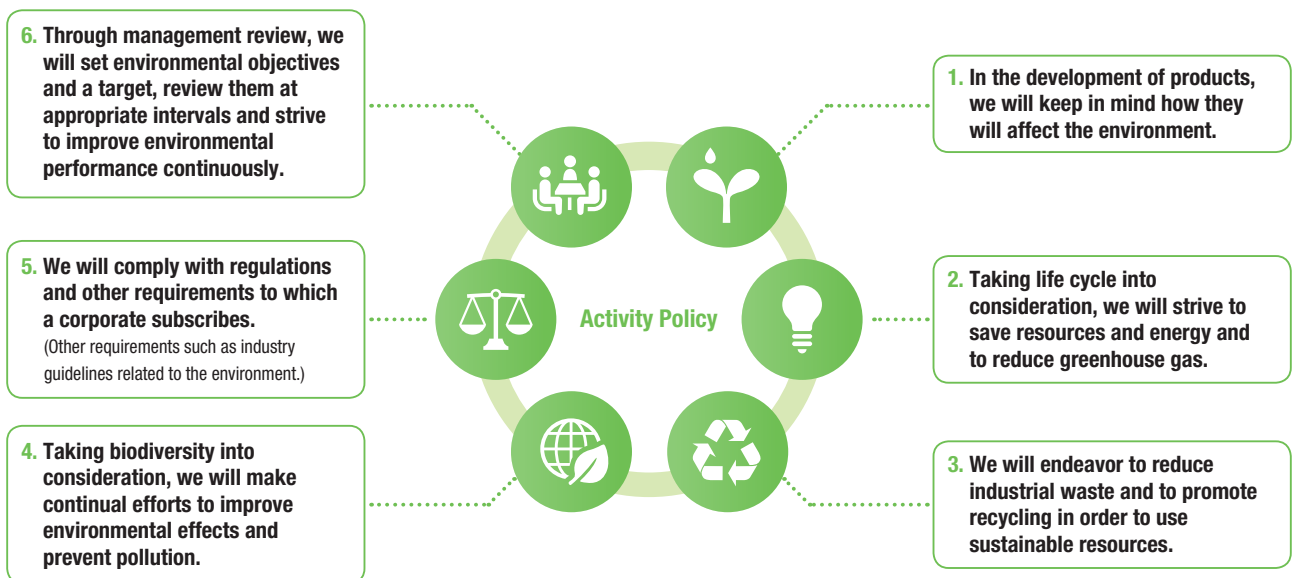 6. Through management review, we
will set environmental objectives
and a target, review them at
appropriate intervals and strive
to improve environmental
performance continuously.
1. In the development of products,
we will keep in mind how they
will affect the environment.
5. We will comply with regulations
and other requirements to which
a corporate subscribes.
(Other requirements such as industry
guidelines related to the environment.)
Activity Policy
2. Taking life cycle into
consideration, we will strive to
save resources and energy and
to reduce greenhouse gas.
4. Taking biodiversity into
consideration, we will make
continual efforts to improve
environmental effects and
prevent pollution.
3. We will endeavor to reduce
industrial waste and to promote
recycling in order to use
sustainable resources.